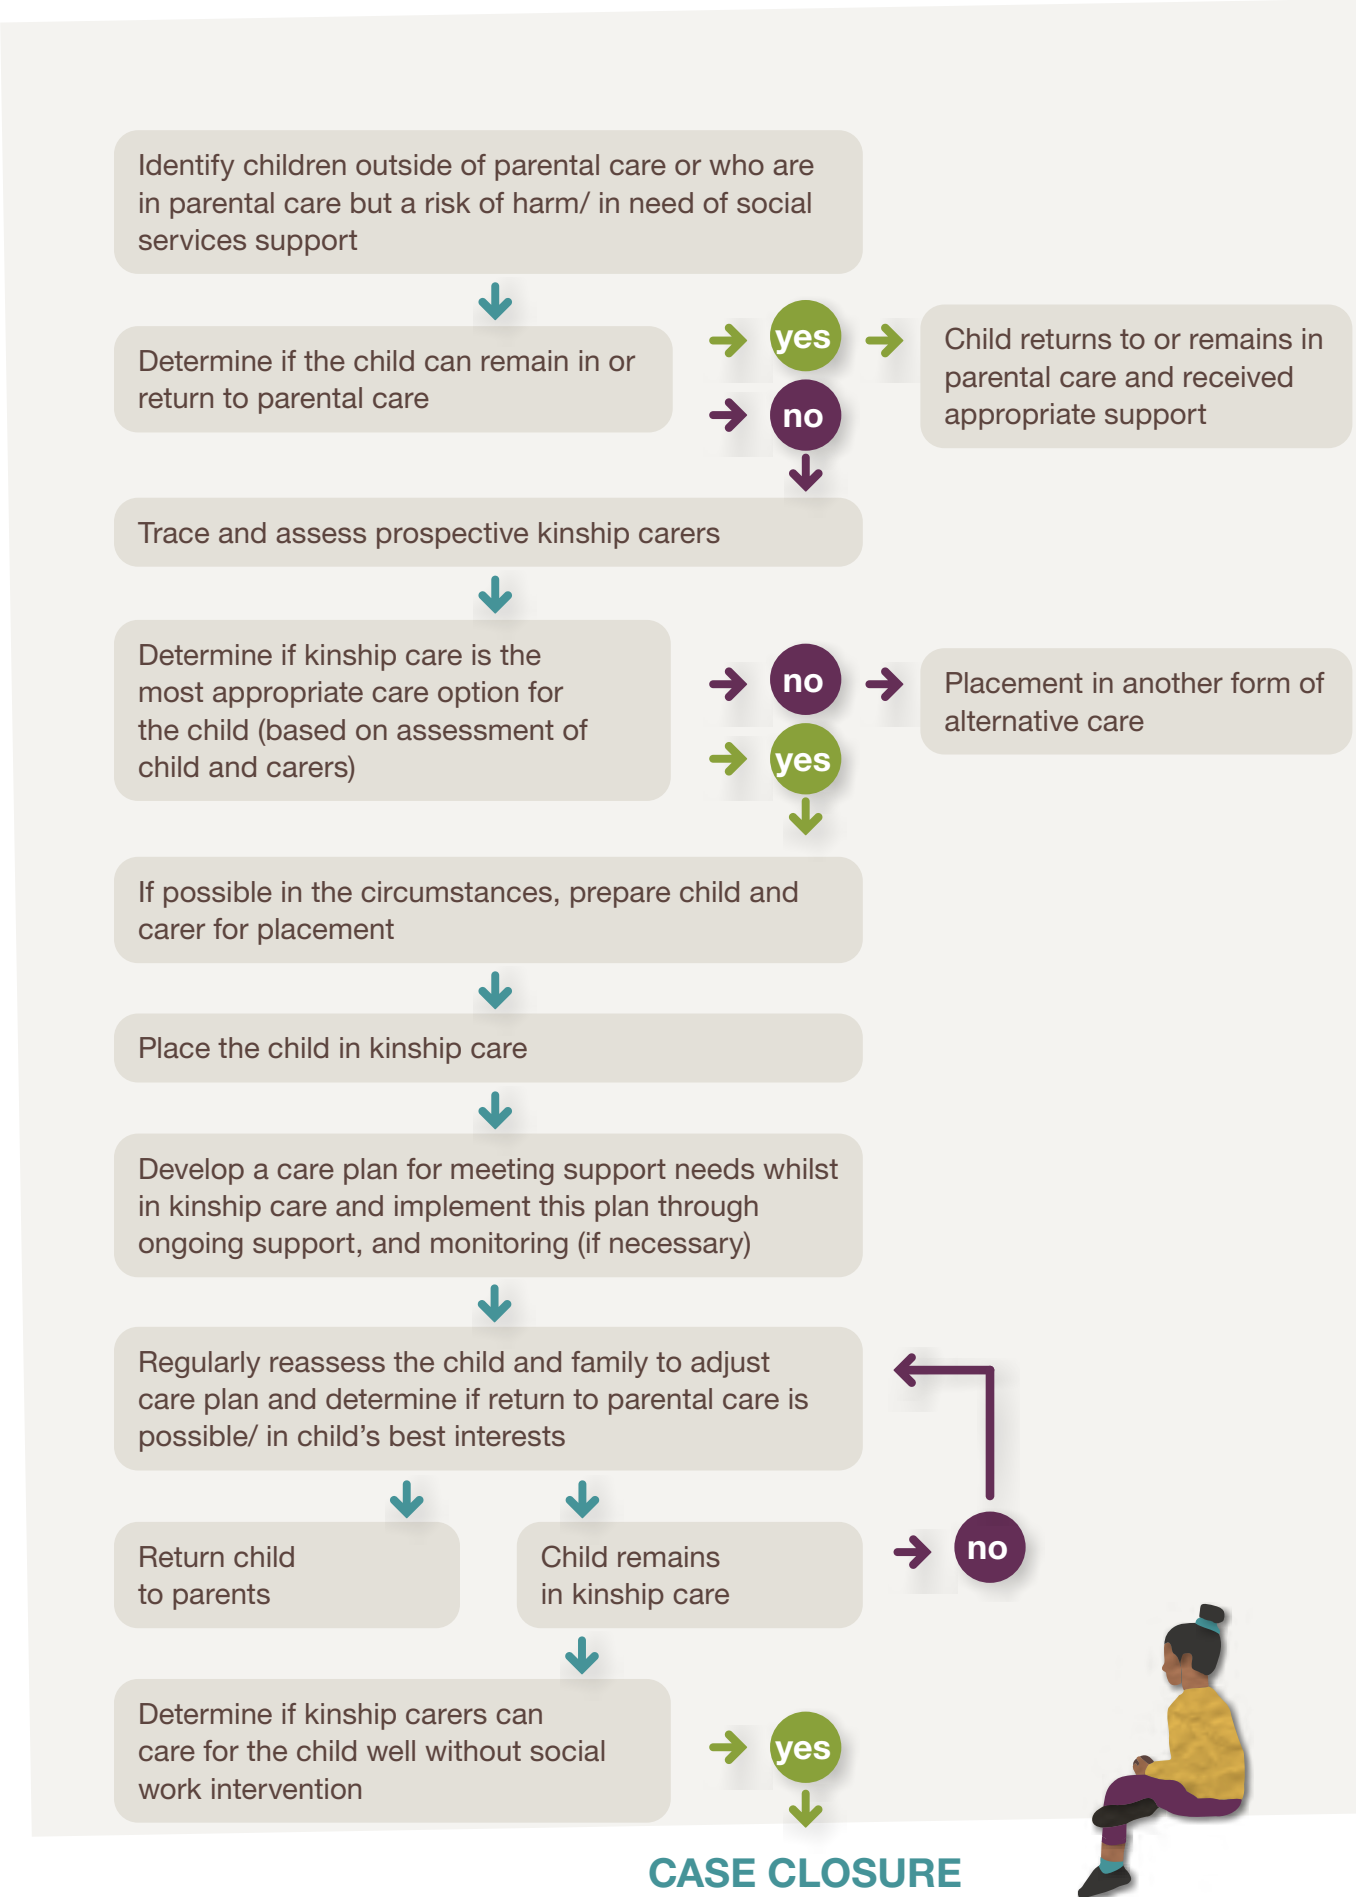 Identify children outside of parental care or who are
in parental care but a risk of harm/ in need of social
services support
Determine if the child can remain in or
return to parental care
yes
no
Child returns to or remains in
parental care and received
appropriate support
Trace and assess prospective kinship carers
Determine if kinship care is the
most appropriate care option for
the child (based on assessment of
child and carers)
no
yes
Placement in another form of
alternative care
If possible in the circumstances, prepare child and
carer for placement
Place the child in kinship care
Develop a care plan for meeting support needs whilst
in kinship care and implement this plan through
ongoing support, and monitoring (if necessary)
Regularly reassess the child and family to adjust
care plan and determine if return to parental care is
possible/ in child’s best interests
Return child
to parents
Child remains
in kinship care
no
Determine if kinship carers can
care for the child well without social
work intervention
yes
CASE CLOSURE